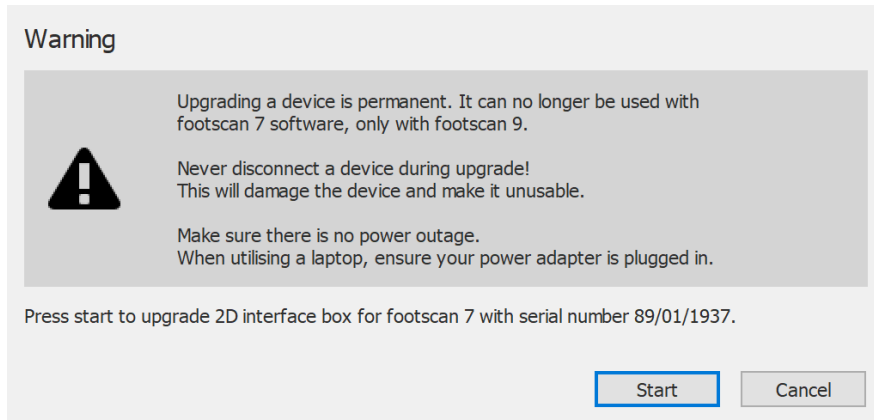 Warning
Upgrading a device is permanent. It can no longer be used with
footscan 7 software, only with footscan 9.
Never disconnect a device during upgrade!
This will damage the device and make it unusable.
Make sure there is no power outage.
When utilising a laptop, ensure your power adapter is plugged in.
Press start to upgrade 2D interface box for footscan 7 with serial number 89/01/1937.
Start
Cancel